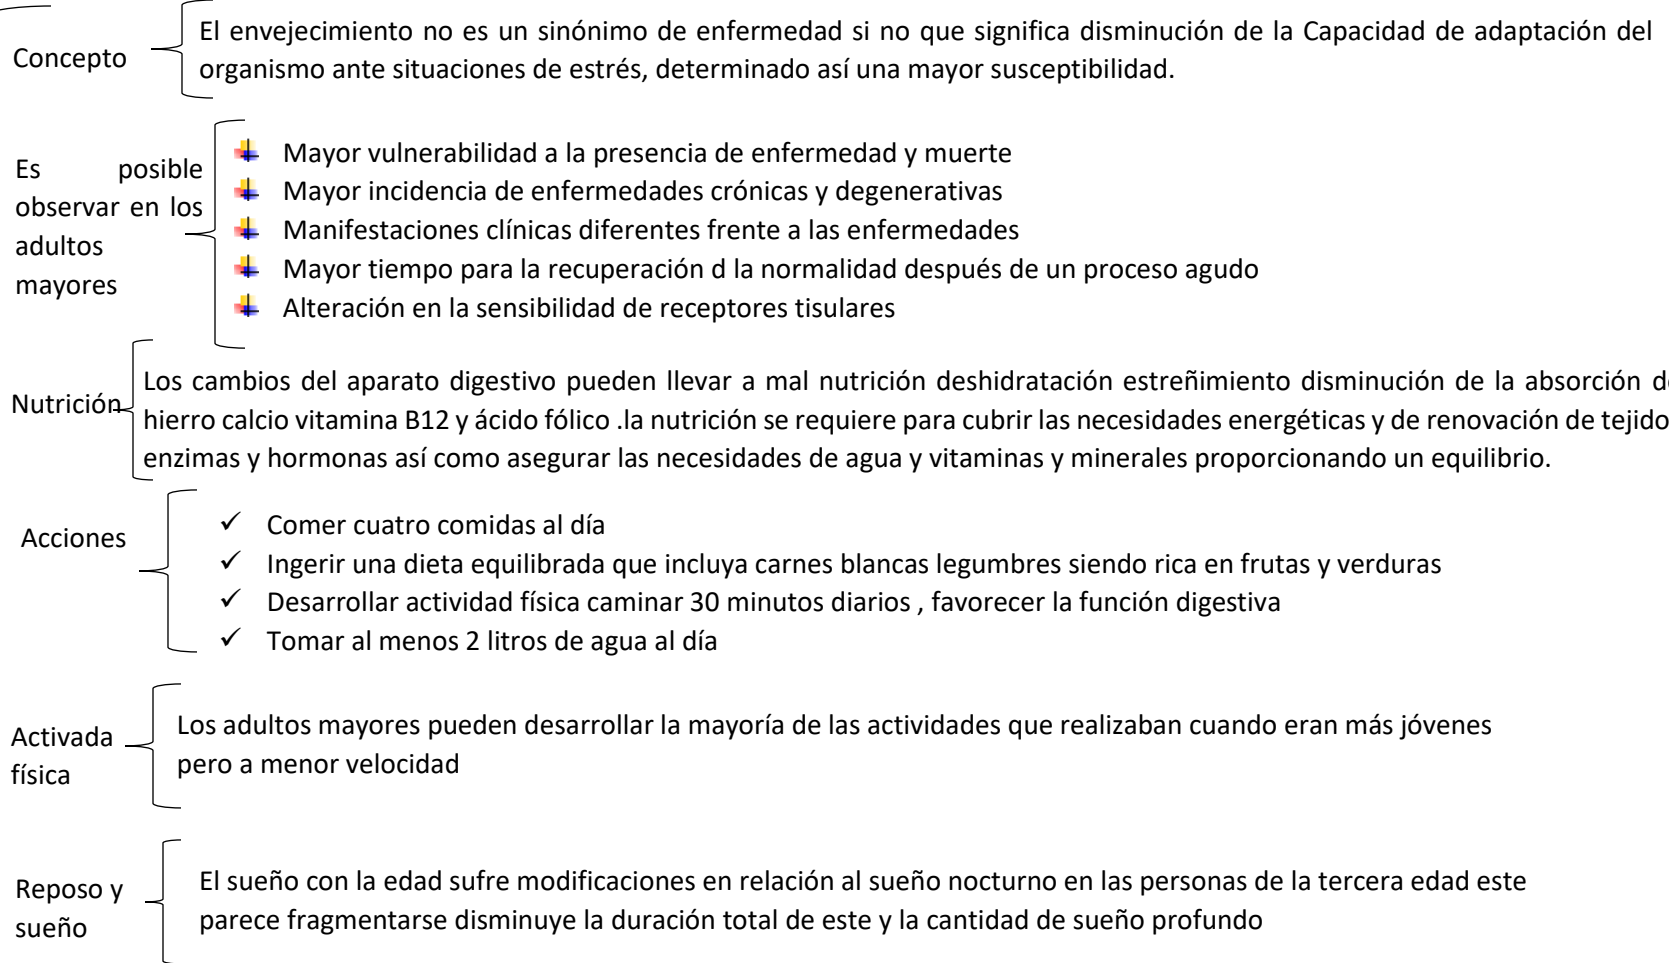 Concepto
El envejecimiento no es un sinónimo de enfermedad si no que significa disminución de la Capacidad de adaptación del
organismo ante situaciones de estrés, determinado así una mayor susceptibilidad.
Es posible
observar en los
adultos
mayores
Mayor vulnerabilidad a la presencia de enfermedad y muerte
Mayor incidencia de enfermedades crónicas y degenerativas
Manifestaciones clínicas diferentes frente a las enfermedades
Mayor tiempo para la recuperación d la normalidad después de un proceso agudo
Alteración en la sensibilidad de receptores tisulares
Nutrición
Los cambios del aparato digestivo pueden llevar a mal nutrición deshidratación estreñimiento disminución de la absorción de
hierro calcio vitamina B12 y ácido fólico .la nutrición se requiere para cubrir las necesidades energéticas y de renovación de tejido
enzimas y hormonas así como asegurar las necesidades de agua y vitaminas y minerales proporcionando un equilibrio.
Acciones
✓ Comer cuatro comidas al día
✓ Ingerir una dieta equilibrada que incluya carnes blancas legumbres siendo rica en frutas y verduras
✓ Desarrollar actividad física caminar 30 minutos diarios , favorecer la función digestiva
✓ Tomar al menos 2 litros de agua al día
Activada
física
Los adultos mayores pueden desarrollar la mayoría de las actividades que realizaban cuando eran más jóvenes
pero a menor velocidad
Reposo y
sueño
El sueño con la edad sufre modificaciones en relación al sueño nocturno en las personas de la tercera edad este
parece fragmentarse disminuye la duración total de este y la cantidad de sueño profundo